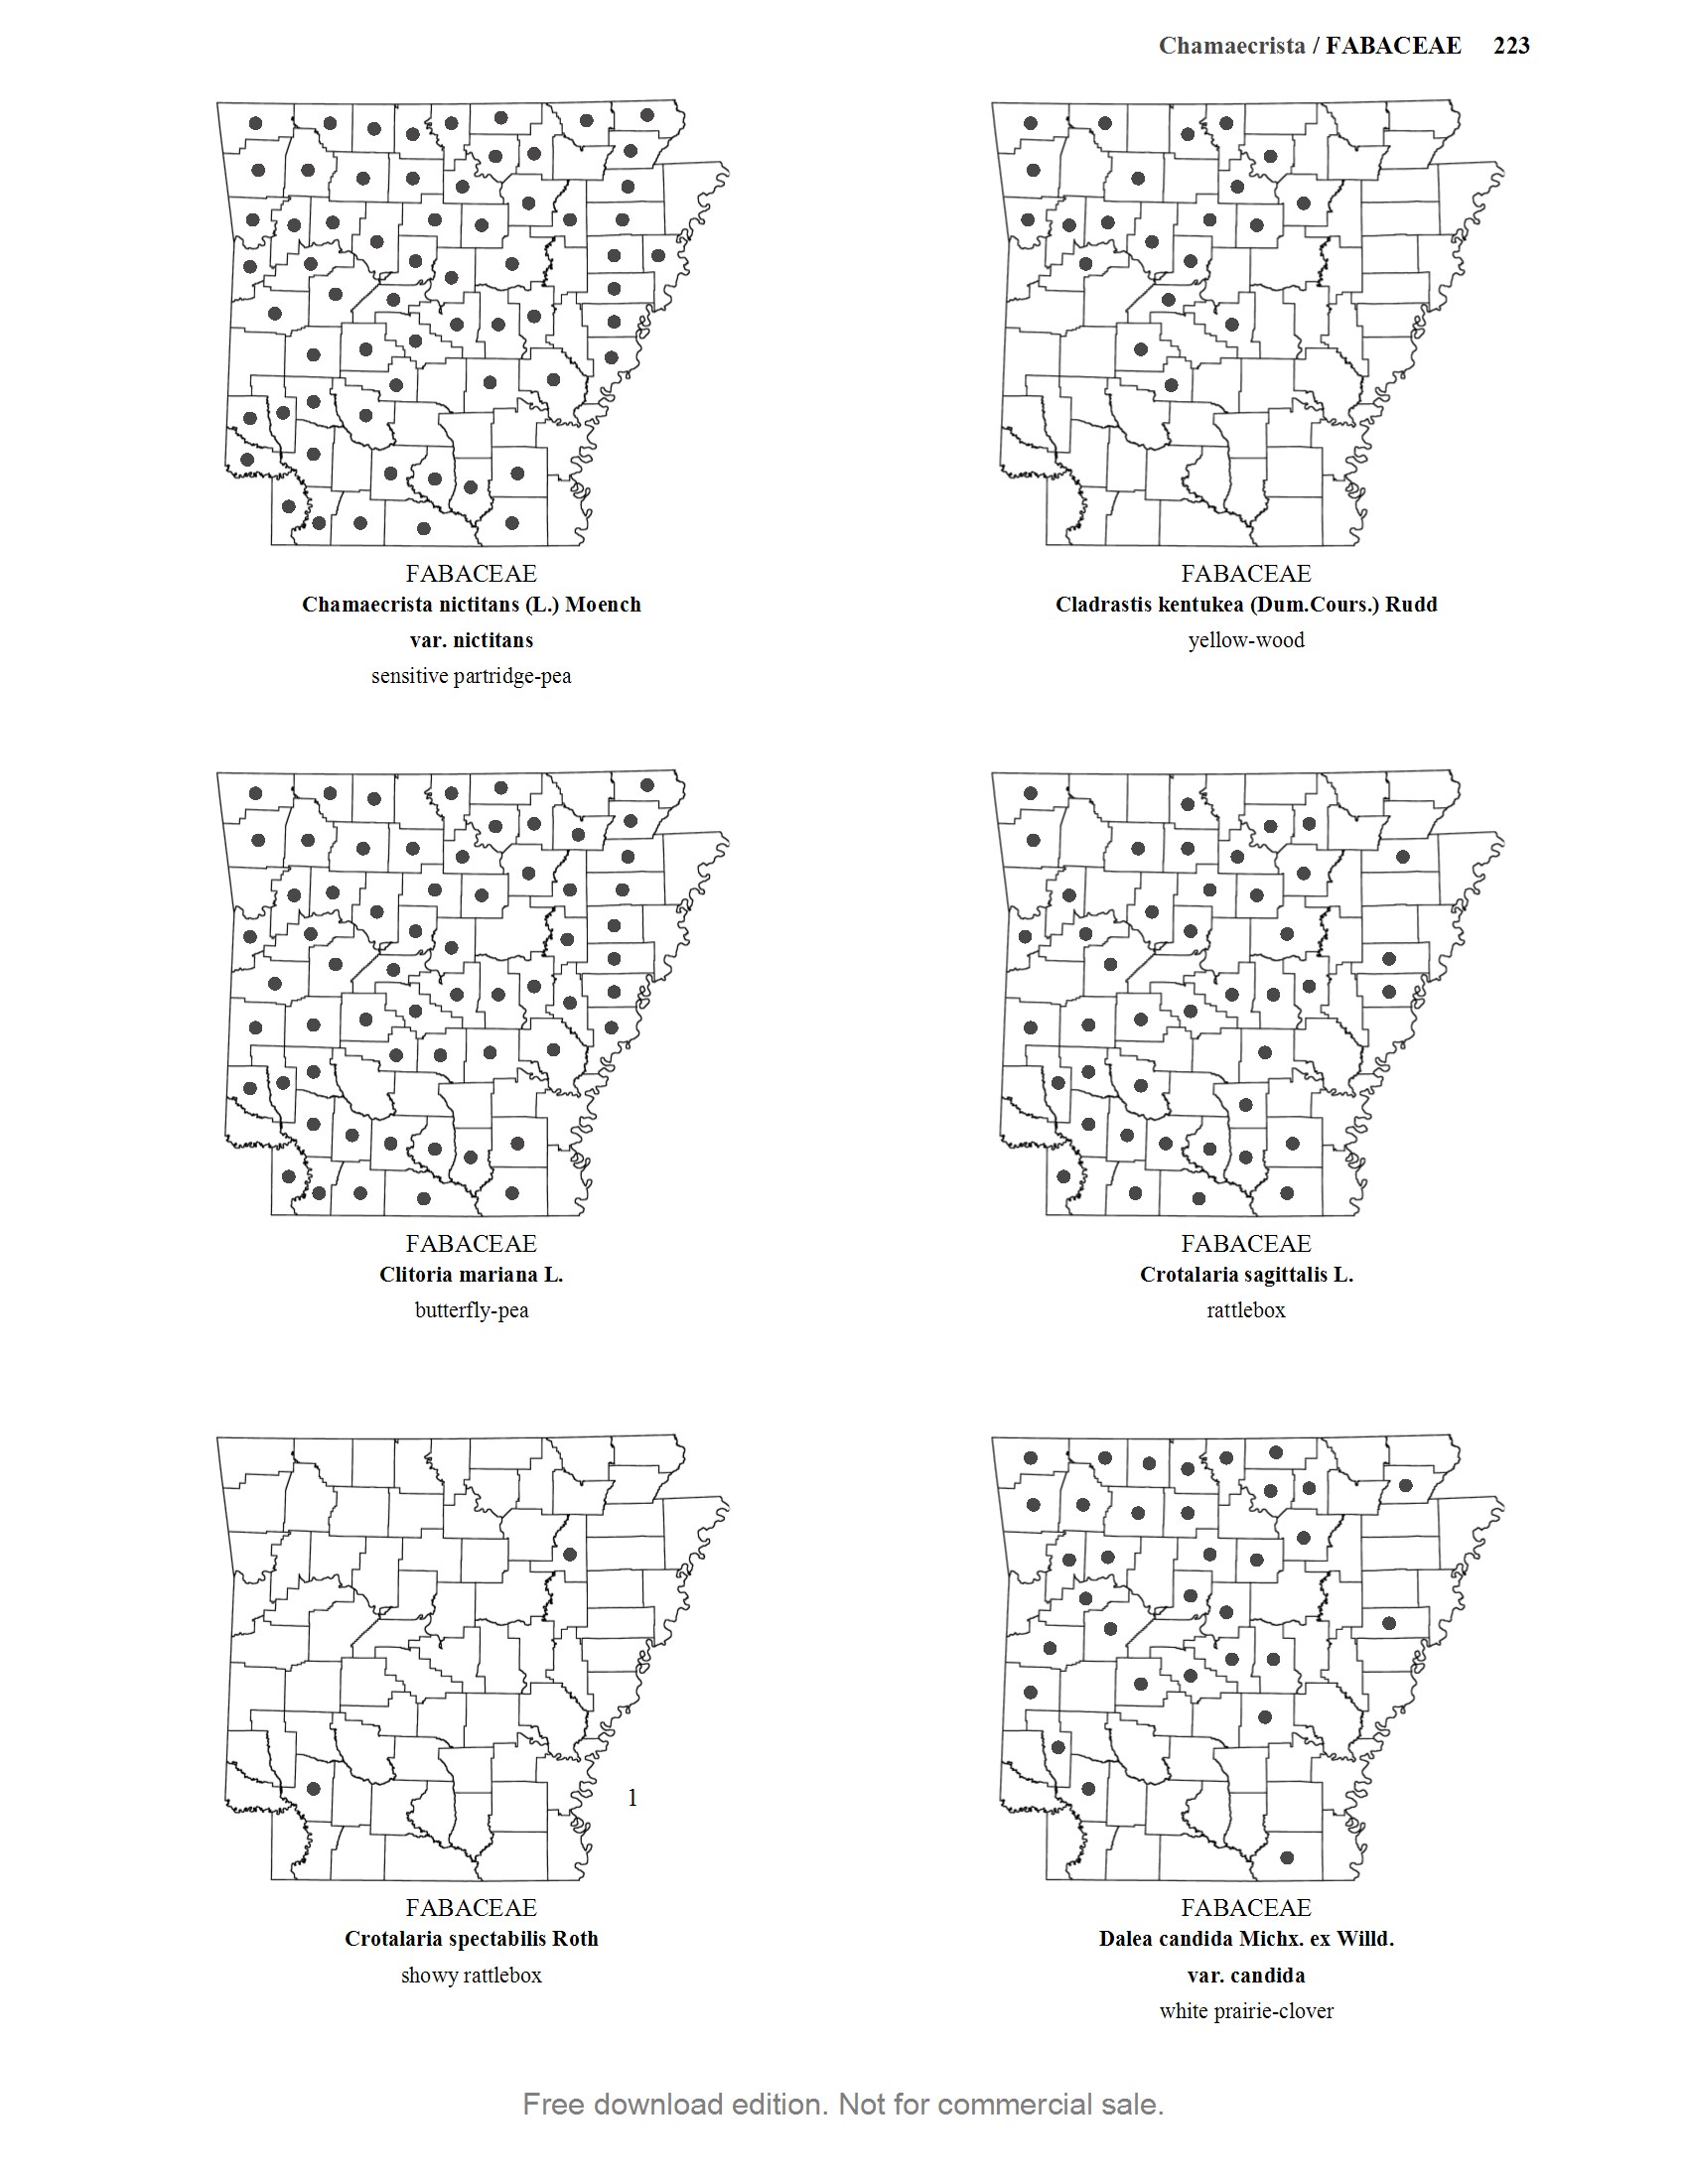 Chamaecrista / FABACEAE 223
FABACEAE
Chamaecrista nictitans (L.) Moench
var. nictitans
sensitive partridge-pea
FABACEAE
Cladrastis kentukea (Dum.Cours.) Rudd
yellow-wood
FABACEAE
Clitoria mariana L.
butterfly-pea
FABACEAE
Crotalaria sagittalis L.
rattlebox
1
FABACEAE
Crotalaria spectabilis Roth
showy rattlebox
FABACEAE
Dalea candida Michx. ex Willd.
var. candida
white prairie-clover
Free download edition. Not for commercial sale.